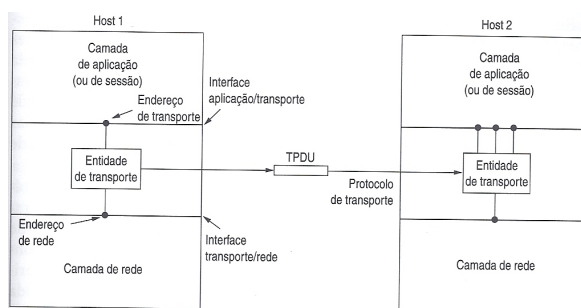 Host 1
Camada
de aplicação
(ou de sessão)
Endereço
de transporte
Interface
aplicação/transporte
Entidade
de transporte
Endereço
de rede
Interface
transporte/rede
Camada de rede
TPDU
Protocolo
de transporte
Host 2
Camada
de aplicação
(ou de sessão)
Entidade
de transporte
Camada de rede